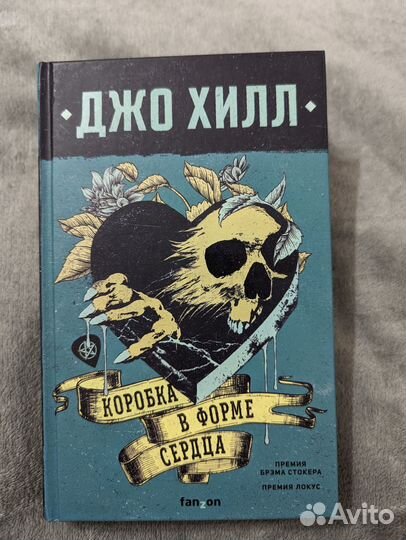 ДЖО ХИЛЛ
КОРОБКА
В ФОРМЕ
СЕРДЦА
ПРЕМИЯ
БРЭМА СТОКЕРА
ПРЕМИЯ ЛОКУС
fanzon
Avito